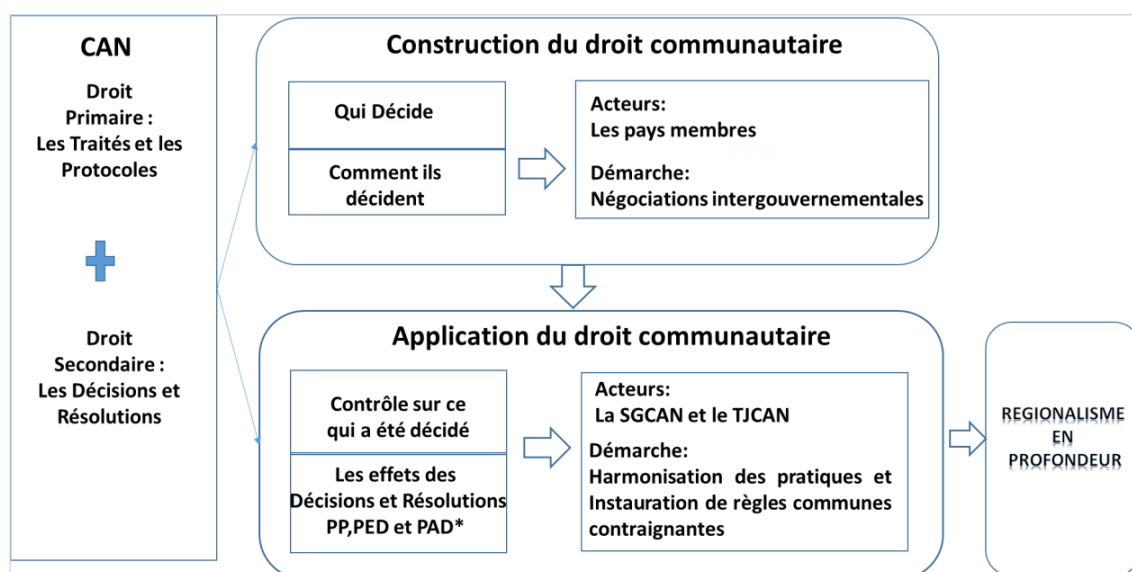 CAN
Droit
Primaire :
Les Traités et les
Protocoles
Droit
Secondaire :
Les Décisions et
Résolutions
Construction du droit communautaire
Qui Décide
Comment ils
décident
Acteurs:
Les pays membres
Démarche:
Négociations intergouvernementales
Application du droit communautaire
Contrôle sur ce
qui a été décidé
Les effets des
Décisions et Résolutions
PP,PED et PAD*
Acteurs:
La SGCAN et le TJCAN
Démarche:
Harmonisation des pratiques et
Instauration de règles communes
contraignantes
REGIONALISME
EN
PROFONDEUR